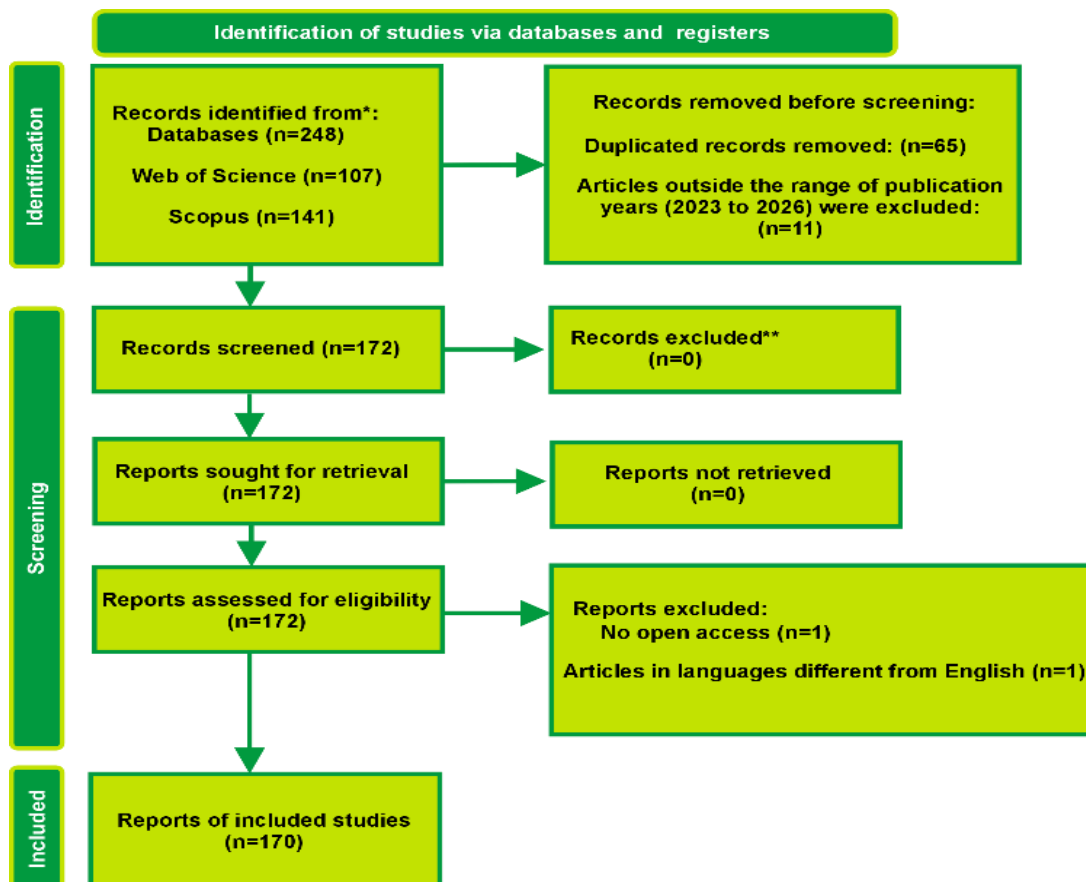 Identification of studies via databases and registers
Identification
Records identified from*:
Databases (n=248)
Web of Science (n=107)
Scopus (n=141)
Records removed before screening:
Duplicated records removed: (n=65)
Articles outside the range of publication
years (2023 to 2026) were excluded:
(n=11)
Screening
Records screened (n=172)
Records excluded**
(n=0)
Reports sought for retrieval
(n=172)
Reports not retrieved
(n=0)
Reports assessed for eligibility
(n=172)
Reports excluded:
No open access (n=1)
Articles in languages different from English (n=1)
Included
Reports of included studies
(n=170)